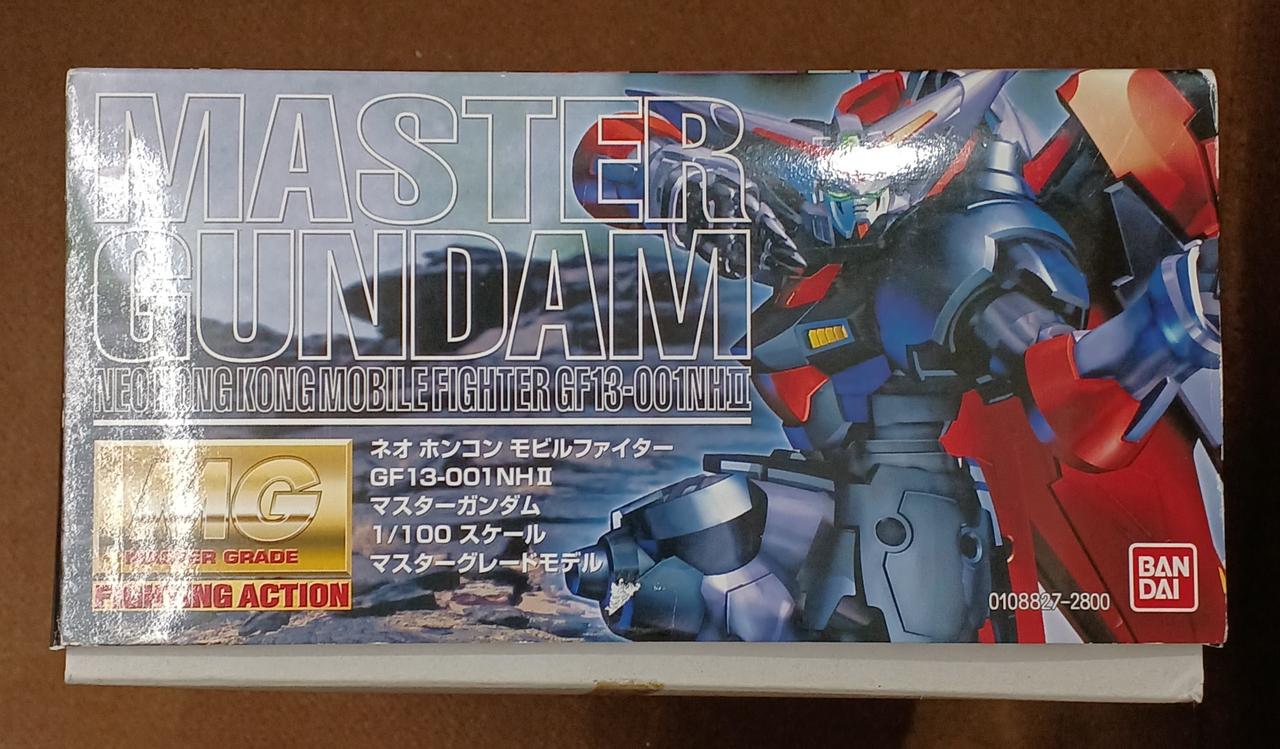 MASTER
GUNDAM
NEO HONG KONG MOBILE FIGHTER GF13-001NHⅡ
MG
MASTER GRADE
FIGHTING ACTION
ネオ ホンコン モビルファイター
GF13-001NHⅡ
マスターガンダム
1/100 スケール
マスターグレードモデル
0108827-2800
BAN
DAI